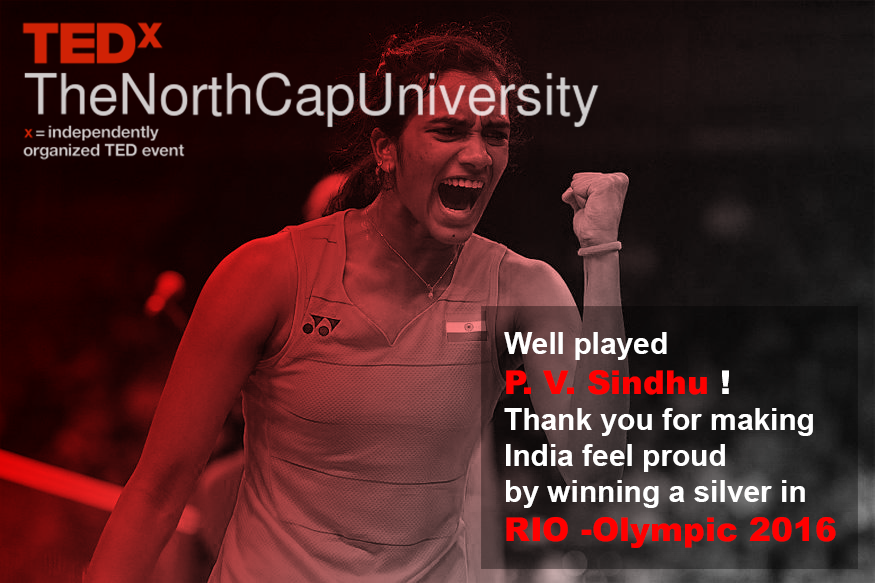 TEDx
TheNorthCapUniversity
x = independently
organized TED event
Well played
P. V. Sindhu !
Thank you for making
India feel proud
by winning a silver in
RIO -Olympic 2016